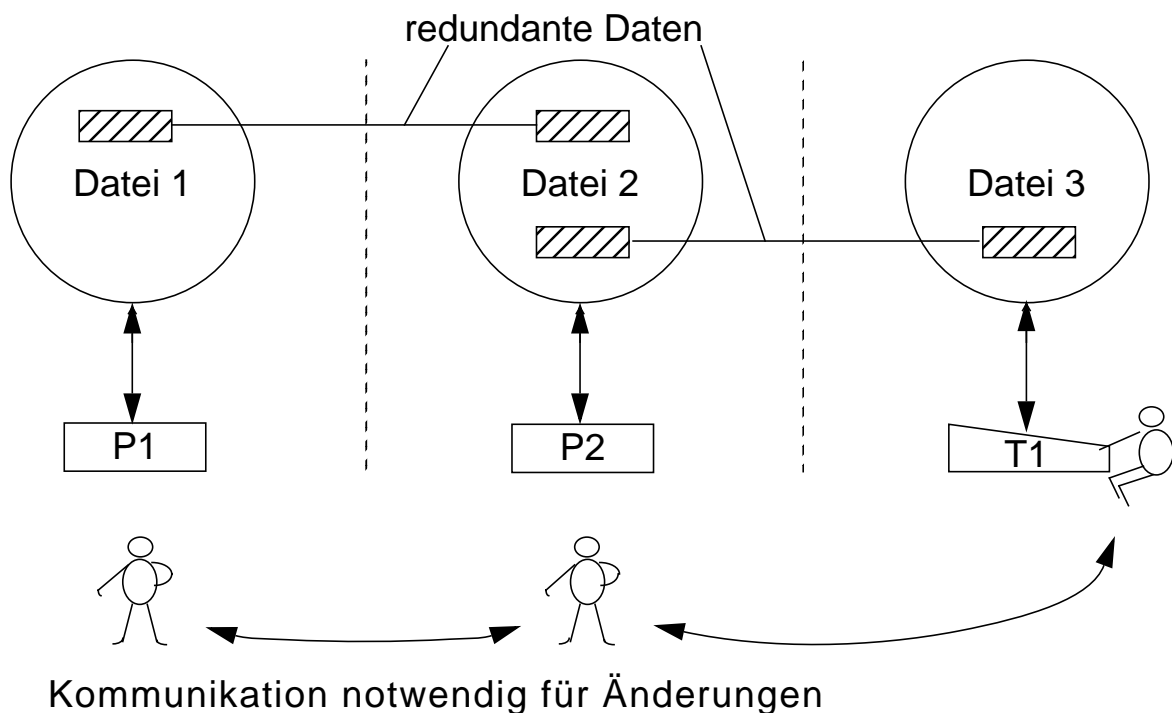 redundante Daten
Datei 1
Datei 2
Datei 3
P1
P2
T1
Kommunikation notwendig für Änderungen